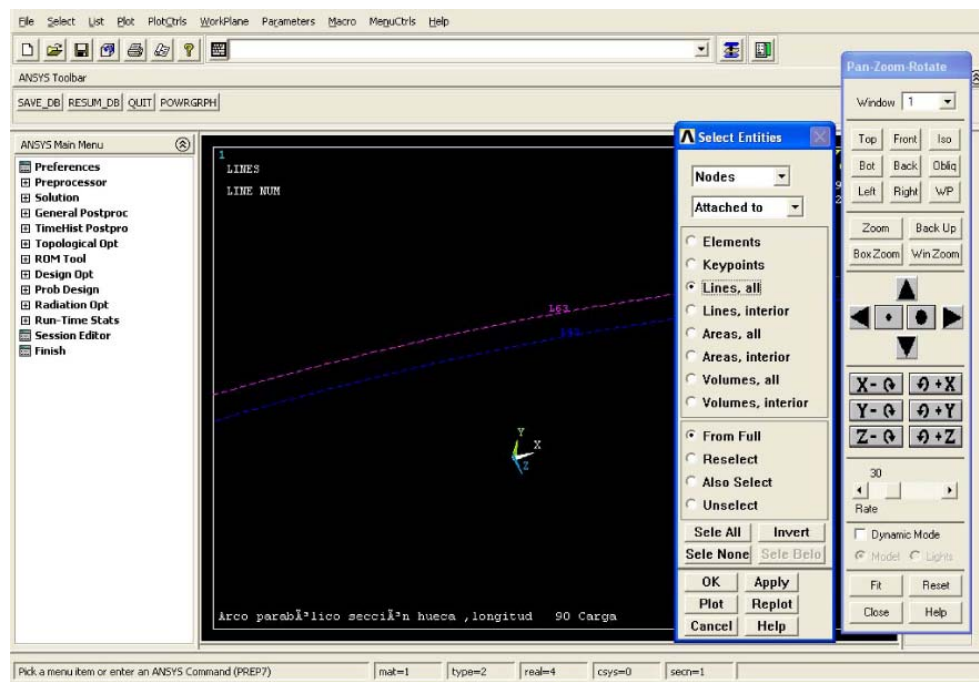 File Select List Plot PlotCtrls WorkPlane Parameters Macro MenuCtrls Help
ANSYS Toolbar
SAVE_DB RESUM_DB QUIT POWRGRPH
ANSYS Main Menu
Preferences
Preprocessor
Solution
General Postproc
TimeHist Postpro
Topological Opt
ROM Tool
Design Opt
Prob Design
Radiation Opt
Run-Time Stats
Session Editor
Finish
1
LINES
LINE NUM
163
Y
X
Z
Arco parabÃ³lico secciÃ³n hueca ,longitud 90 Carga
Select Entities
Nodes
Attached to
Elements
Keypoints
Lines, all
Lines, interior
Areas, all
Areas, interior
Volumes, all
Volumes, interior
From Full
Reselect
Also Select
Unselect
Sele All Invert
Sele None Sele Belo
OK Apply
Plot Replot
Cancel Help
Pan-Zoom-Rotate
Window 1
Top Front Iso
Bot Back Obliq
Left Right WP
Zoom Back Up
Box Zoom Win Zoom
X- +X
Y- +Y
Z- +Z
30
Rate
Dynamic Mode
Model Lights
Fit Reset
Close Help
Pick a menu item or enter an ANSYS Command (PREP7) mat=1 type=2 real=4 csys=0 secn=1